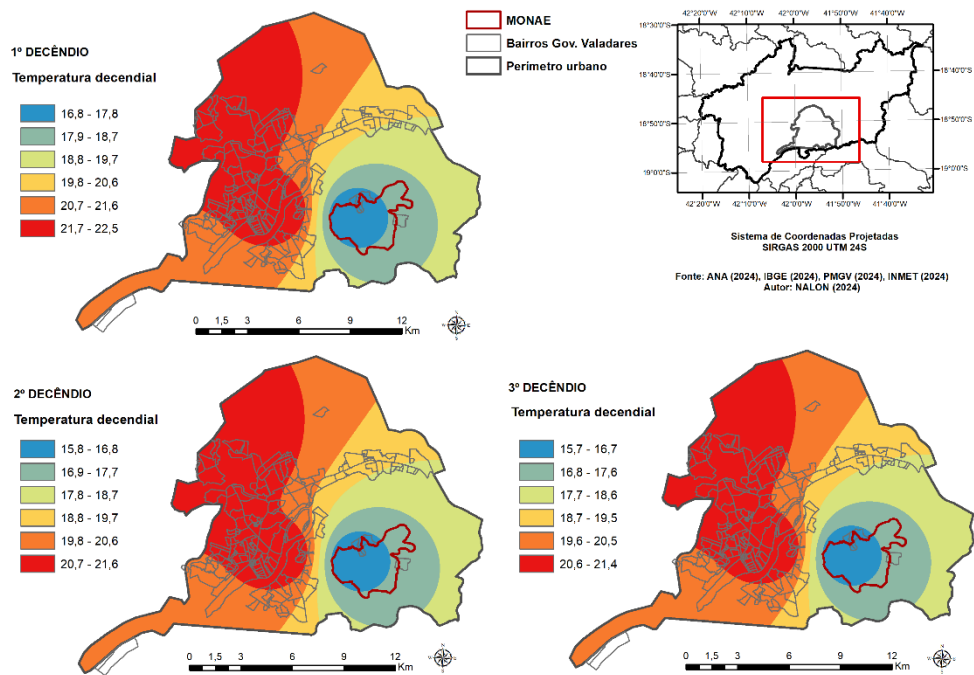 1º DECÊNDIO
Temperatura decendial
16,8 - 17,8
17,9 - 18,7
18,8 - 19,7
19,8 - 20,6
20,7 - 21,6
21,7 - 22,5
0 1,5 3 6 9 12
Km
MONAE
Bairros Gov. Valadares
Perímetro urbano
42°20'0"W 42°10'0"W 42°0'0"W 41°50'0"W 41°40'0"W
18°30'0"S
18°40'0"S 18°40'0"S
18°50'0"S 18°50'0"S
19°0'0"S 19°0'0"S
42°20'0"W 42°10'0"W 42°0'0"W 41°50'0"W 41°40'0"W
Sistema de Coordenadas Projetadas
SIRGAS 2000 UTM 24S
Fonte: ANA (2024), IBGE (2024), PMGV (2024), INMET (2024)
Autor: NALON (2024)
2º DECÊNDIO
Temperatura decendial
15,8 - 16,8
16,9 - 17,7
17,8 - 18,7
18,8 - 19,7
19,8 - 20,6
20,7 - 21,6
0 1,5 3 6 9 12
Km
3º DECÊNDIO
Temperatura decendial
15,7 - 16,7
16,8 - 17,6
17,7 - 18,6
18,7 - 19,5
19,6 - 20,5
20,6 - 21,4
0 1,5 3 6 9 12
Km